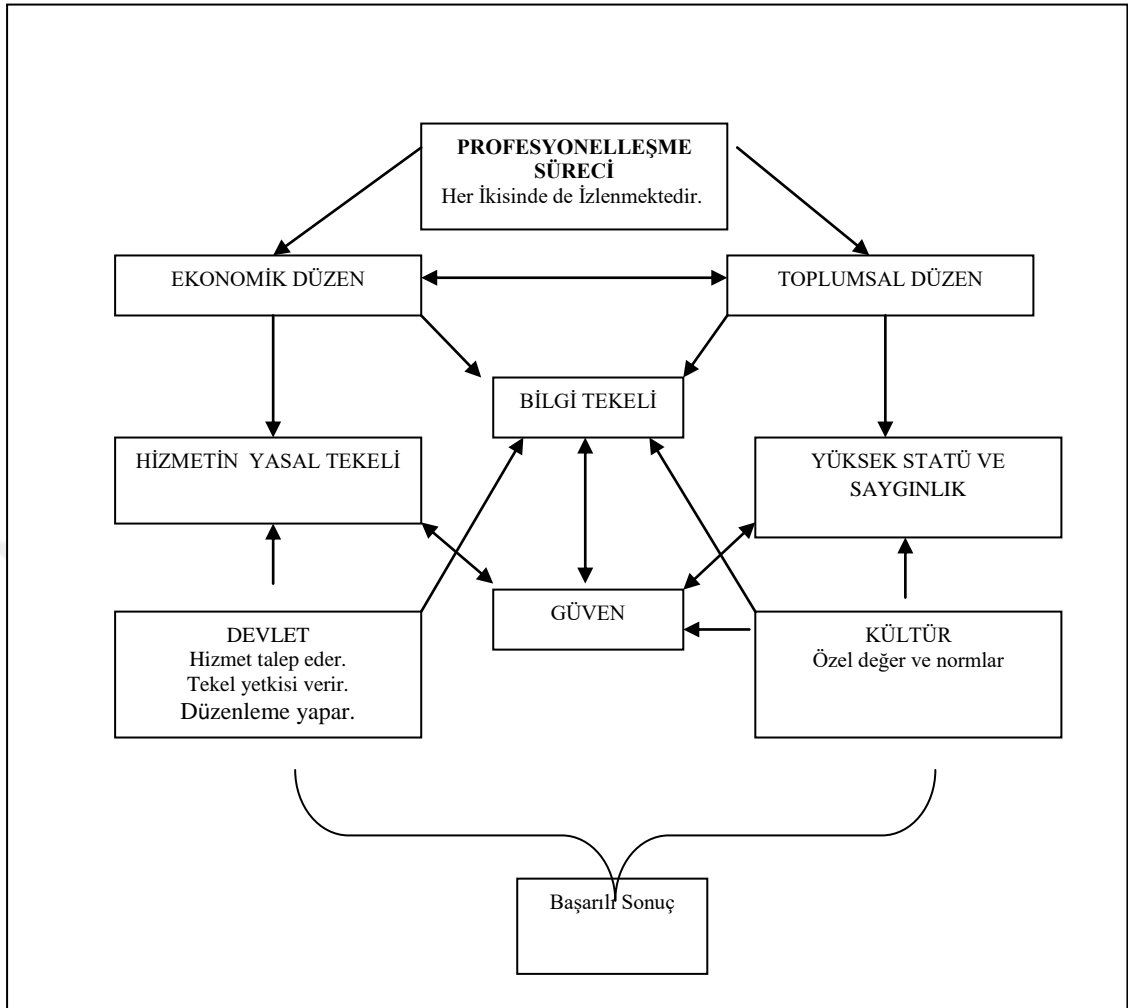 PROFESYONELLEŞME
SÜRECİ
Her İkisinde de İzlenmektedir.
EKONOMİK DÜZEN
TOPLUMSAL DÜZEN
BİLGİ TEKELİ
HİZMETİN YASAL TEKELİ
YÜKSEK STATÜ VE
SAYGINLIK
GÜVEN
DEVLET
Hizmet talep eder.
Tekel yetkisi verir.
Düzenleme yapar.
KÜLTÜR
Özel değer ve normlar
Başarılı Sonuç